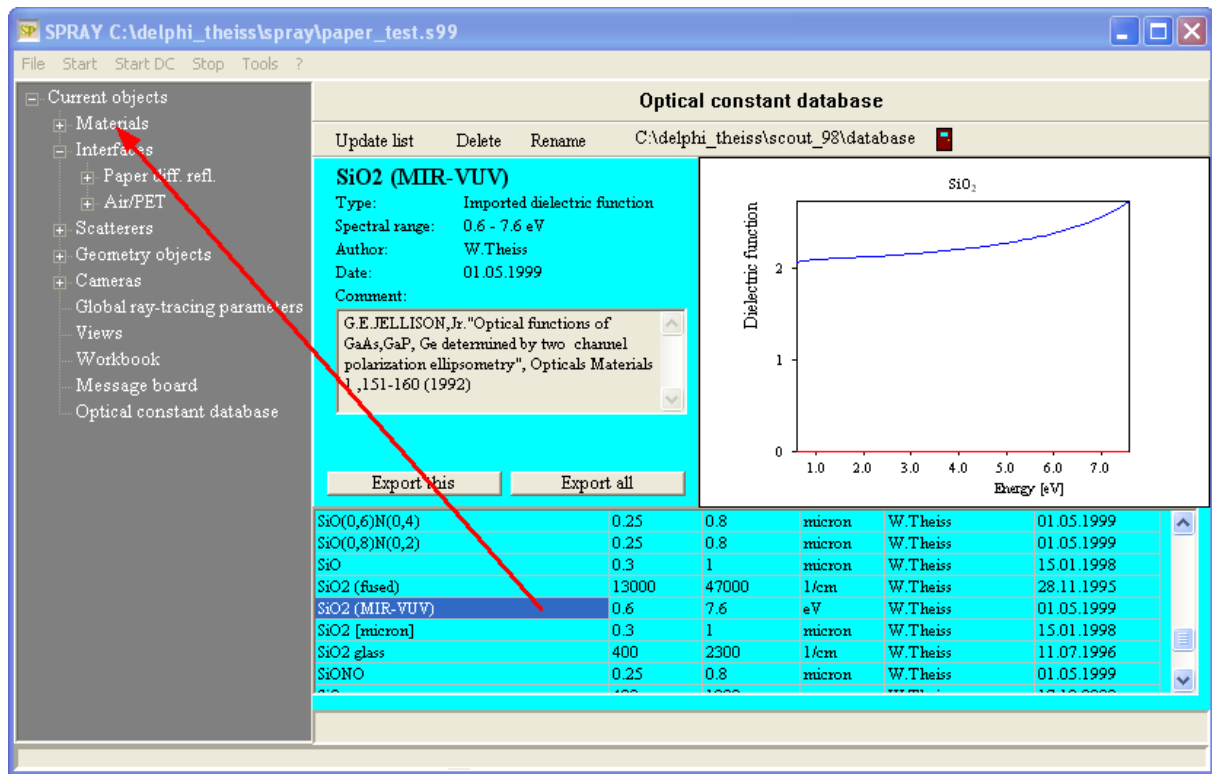 SPRAY C:\delphi_theiss\spray\paper_test.s99
File Start Start DC Stop Tools ?
Current objects
Materials
Interfaces
Paper diff. refl.
Air/PET
Scatterers
Geometry objects
Cameras
Global ray-tracing parameters
Views
Workbook
Message board
Optical constant database
Optical constant database
Update list Delete Rename C:\delphi_theiss\scout_98\database
SiO2 (MIR-VUV)
Type: Imported dielectric function
Spectral range: 0.6 - 7.6 eV
Author: W.Theiss
Date: 01.05.1999
Comment:
G.E.JELLISON,Jr."Optical functions of
GaAs,GaP, Ge determined by two channel
polarization ellipsometry", Opticals Materials
1 ,151-160 (1992)
Export this Export all
SiO₂
Dielectric function
2
1
0
1.0 2.0 3.0 4.0 5.0 6.0 7.0
Energy [eV]
SiO(0,6)N(0,4) 0.25 0.8 micron W.Theiss 01.05.1999
SiO(0,8)N(0,2) 0.25 0.8 micron W.Theiss 01.05.1999
SiO 0.3 1 micron W.Theiss 15.01.1998
SiO2 (fused) 13000 47000 1/cm W.Theiss 28.11.1995
SiO2 (MIR-VUV) 0.6 7.6 eV W.Theiss 01.05.1999
SiO2 [micron] 0.3 1 micron W.Theiss 15.01.1998
SiO2 glass 400 2300 1/cm W.Theiss 11.07.1996
SiONO 0.25 0.8 micron W.Theiss 01.05.1999